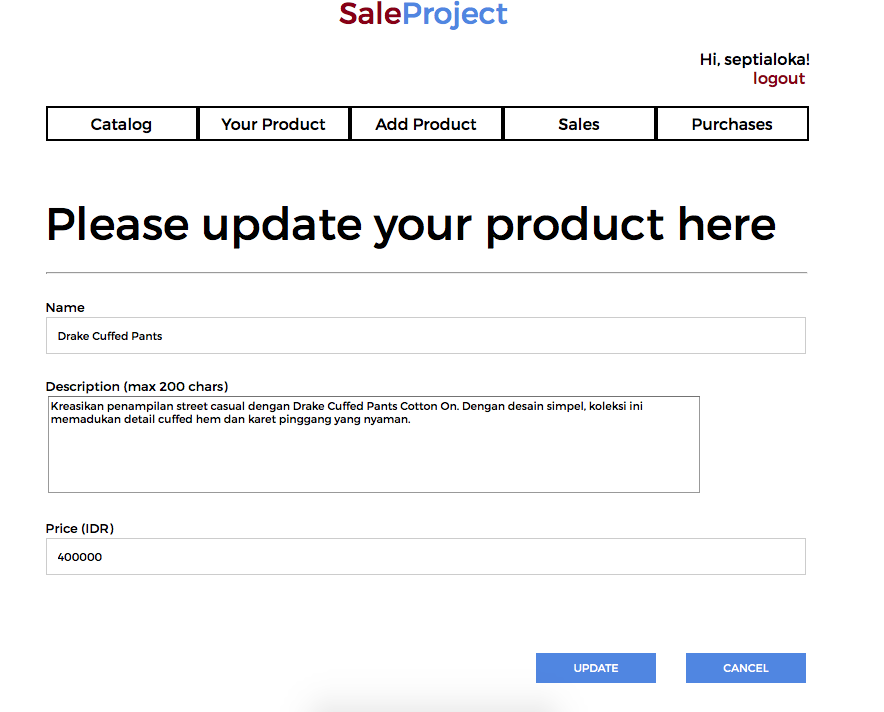 SaleProject
Hi, septialoka!
logout
Catalog Your Product Add Product Sales Purchases
Please update your product here
Name
Drake Cuffed Pants
Description (max 200 chars)
Kreasikan penampilan street casual dengan Drake Cuffed Pants Cotton On. Dengan desain simpel, koleksi ini
memadukan detail cuffed hem dan karet pinggang yang nyaman.
Price (IDR)
400000
UPDATE CANCEL